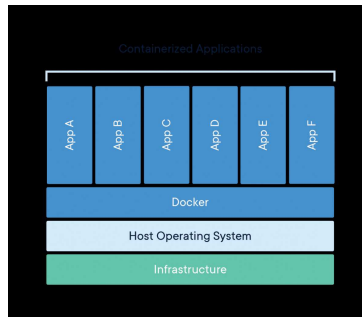 Containerized Applications
App A
App B
App C
App D
App E
App F
Docker
Host Operating System
Infrastructure